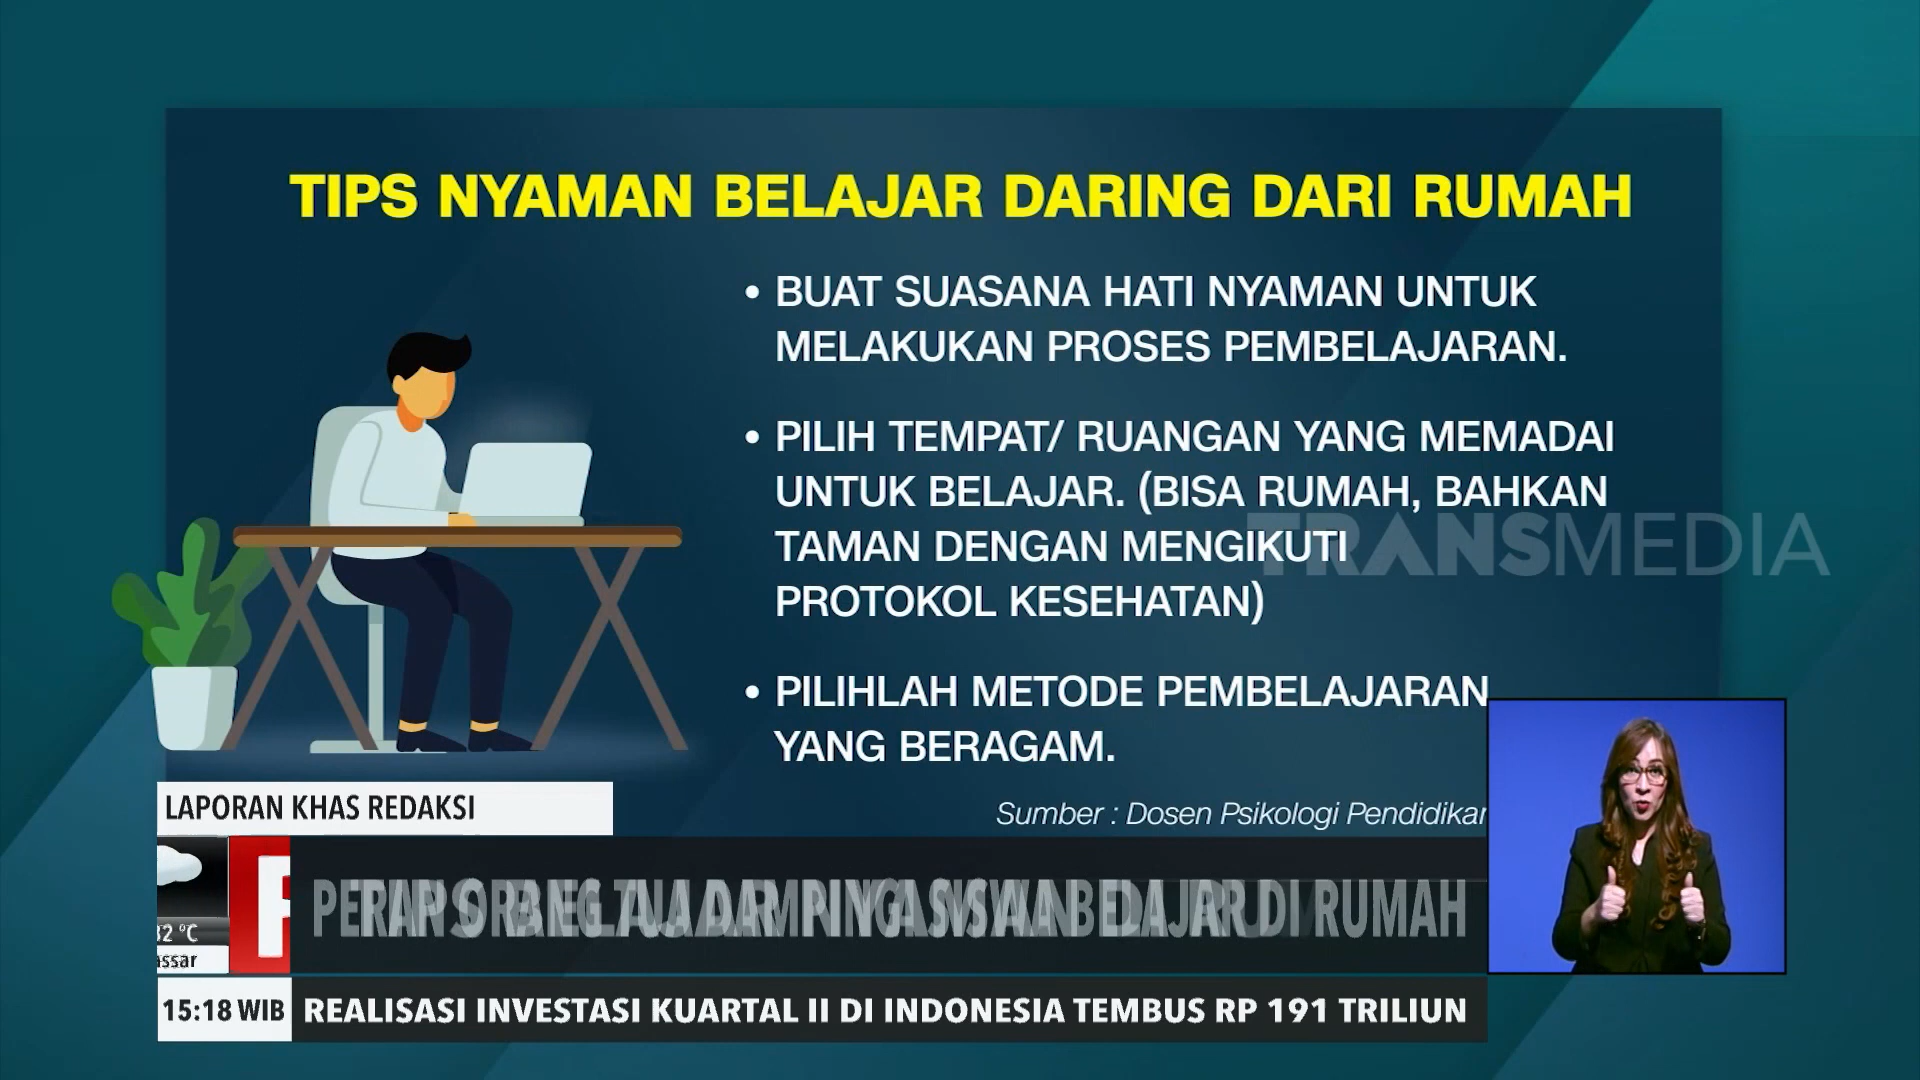 TIPS NYAMAN BELAJAR DARING DARI RUMAH
• BUAT SUASANA HATI NYAMAN UNTUK
MELAKUKAN PROSES PEMBELAJARAN.
• PILIH TEMPAT/ RUANGAN YANG MEMADAI
UNTUK BELAJAR. (BISA RUMAH, BAHKAN
TAMAN DENGAN MENGIKUTI
PROTOKOL KESEHATAN)
TRANSMEDIA
• PILIHLAH METODE PEMBELAJARAN
YANG BERAGAM.
Sumber : Dosen Psikologi
LAPORAN KHAS REDAKSI
32 °C
DI RUMAH
15:18 WIB REALISASI INVESTASI KUARTAL II DI INDONESIA TEMBUS RP 191 TRILIUN